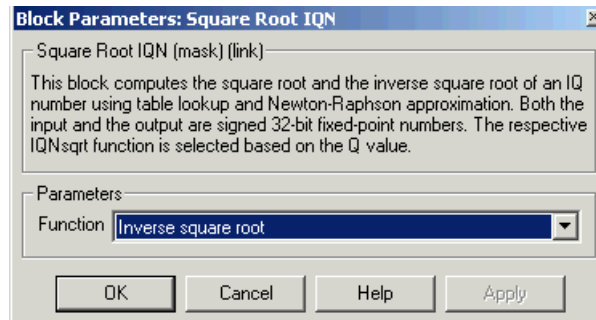 Block Parameters: Square Root IQN
Square Root IQN (mask) (link)
This block computes the square root and the inverse square root of an IQ
number using table lookup and Newton-Raphson approximation. Both the
input and the output are signed 32-bit fixed-point numbers. The respective
IQNsqrt function is selected based on the Q value.
Parameters
Function Inverse square root
OK Cancel Help Apply